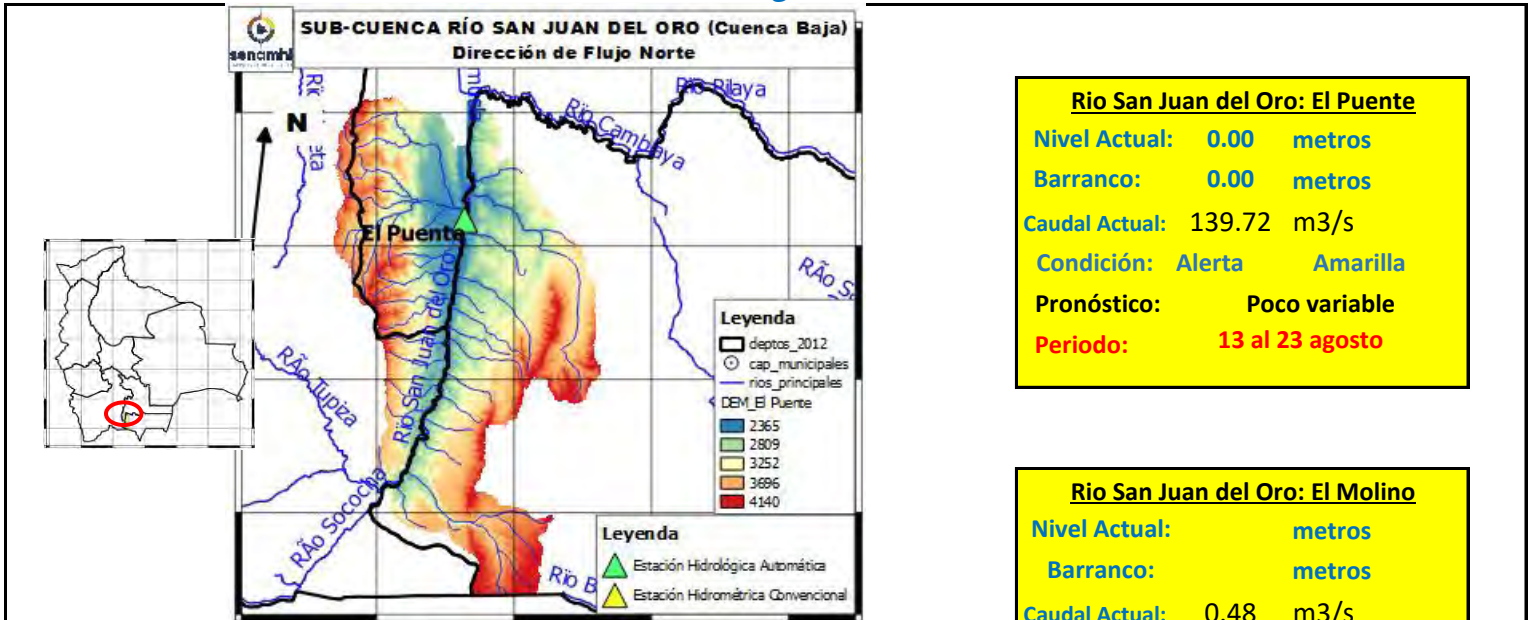 SUB-CUENCA RÍO SAN JUAN DEL ORO (Cuenca Baja)
Dirección de Flujo Norte
senamhi
N
Río Pilaya
Río Camblaya
El Puente
Río San Juan del Oro
RÃo Tupiza
RÃo Sococha
RÃo S
Río B
Leyenda
deptos_2012
cap_municipales
rios_principales
DEM_El Puente
2365
2809
3252
3696
4140
Leyenda
Estación Hidrológica Automática
Estación Hidrométrica Convencional
Rio San Juan del Oro: El Puente
Nivel Actual: 0.00 metros
Barranco: 0.00 metros
Caudal Actual: 139.72 m3/s
Condición: Alerta Amarilla
Pronóstico: Poco variable
Periodo: 13 al 23 agosto
Rio San Juan del Oro: El Molino
Nivel Actual: metros
Barranco: metros
Caudal Actual: 0.48 m3/s